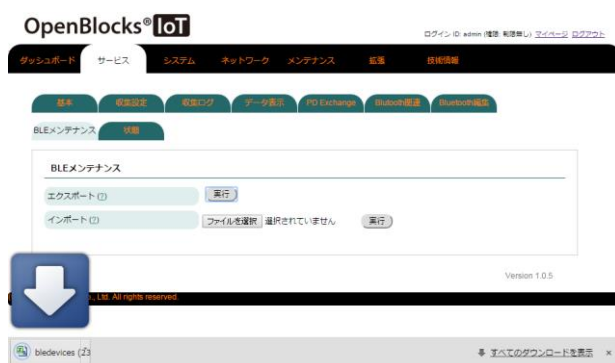 OpenBlocks® IoT
ログイン ID: admin (権限: 制限無し) マイページ ログアウト
ダッシュボード サービス システム ネットワーク メンテナンス 拡張 技術情報
基本 収集設定 収集ログ データ表示 PD Exchange Blutooth関連 Bluetooth編集
BLEメンテナンス 状態
BLEメンテナンス
エクスポート (?) 実行
インポート (?) ファイルを選択 選択されていません 実行
Version 1.0.5
, Ltd. All rights reserved.
bledevices ( すべてのダウンロードを表示 ×